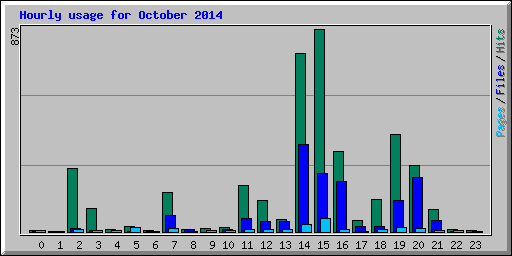 Hourly usage for October 2014
873
Pages / Files / Hits
0 1 2 3 4 5 6 7 8 9 10 11 12 13 14 15 16 17 18 19 20 21 22 23